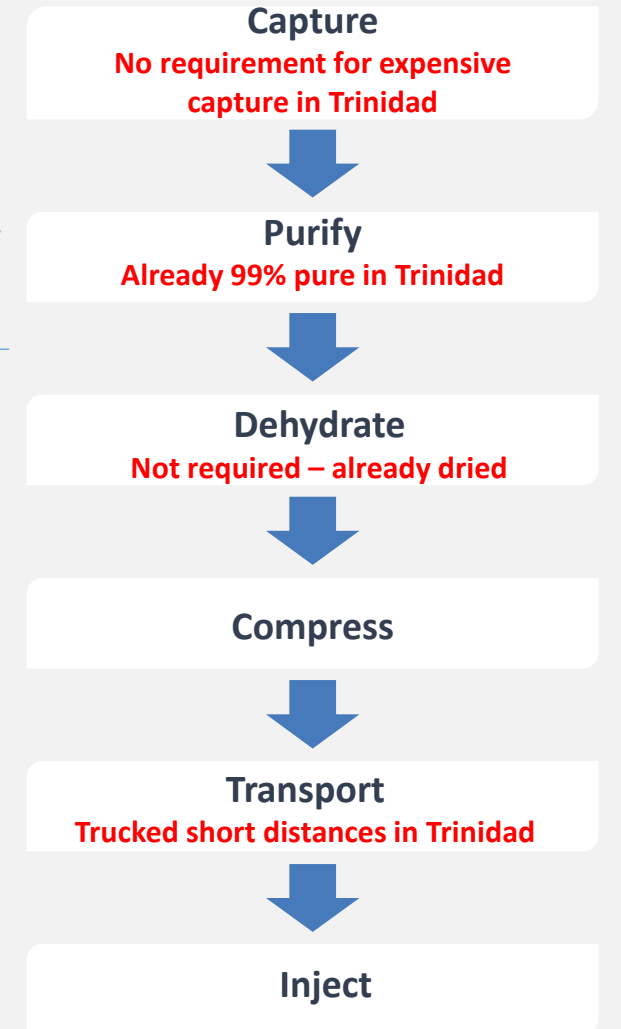 Capture
No requirement for expensive
capture in Trinidad
Purify
Already 99% pure in Trinidad
Dehydrate
Not required – already dried
Compress
Transport
Trucked short distances in Trinidad
Inject